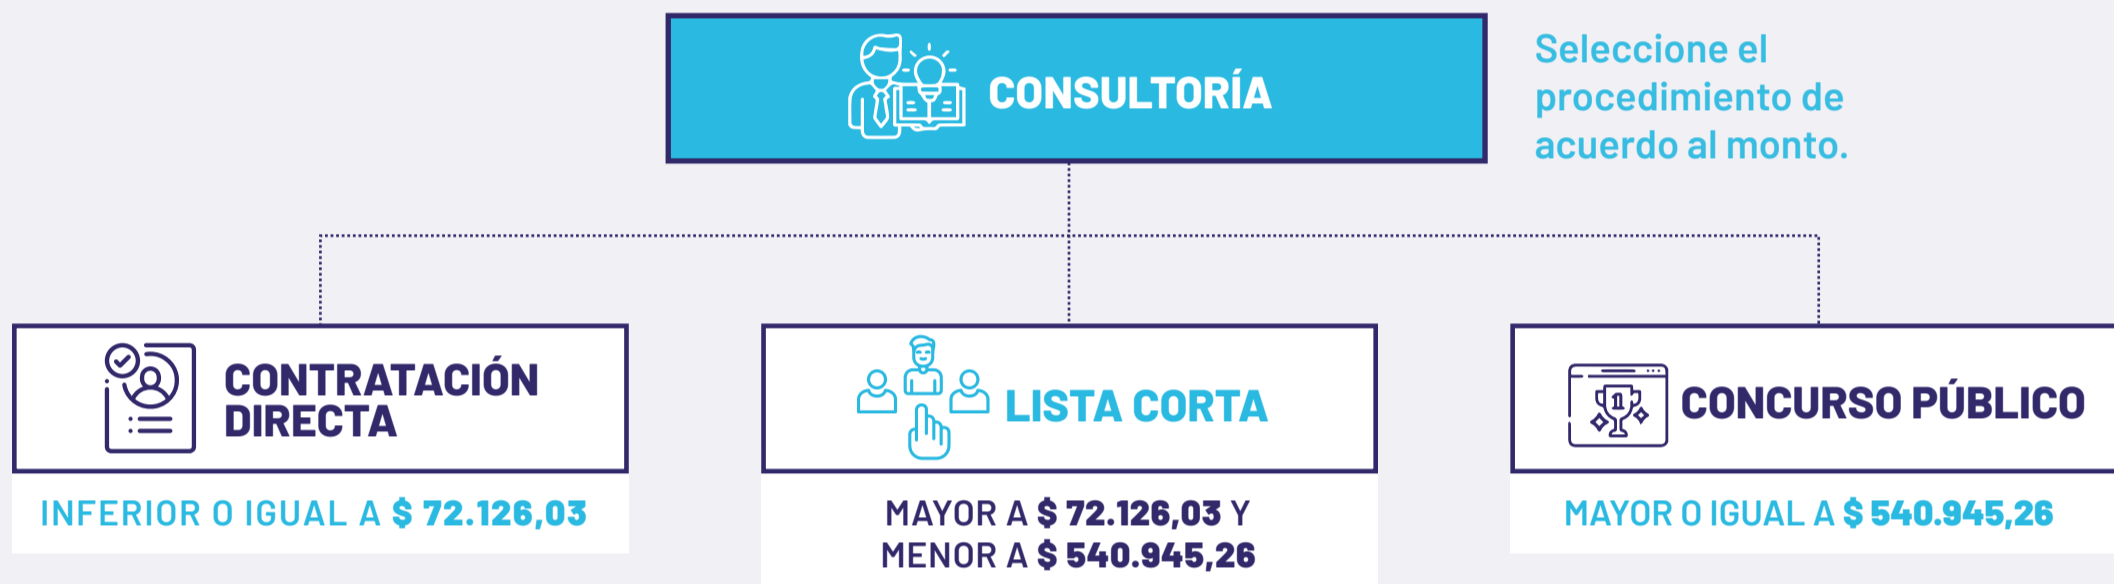 CONSULTORÍA
Seleccione el
procedimiento de
acuerdo al monto.
CONTRATACIÓN
DIRECTA
INFERIOR O IGUAL A $ 72.126,03
LISTA CORTA
MAYOR A $ 72.126,03 Y
MENOR A $ 540.945,26
1
CONCURSO PÚBLICO
MAYOR O IGUAL A $ 540.945,26